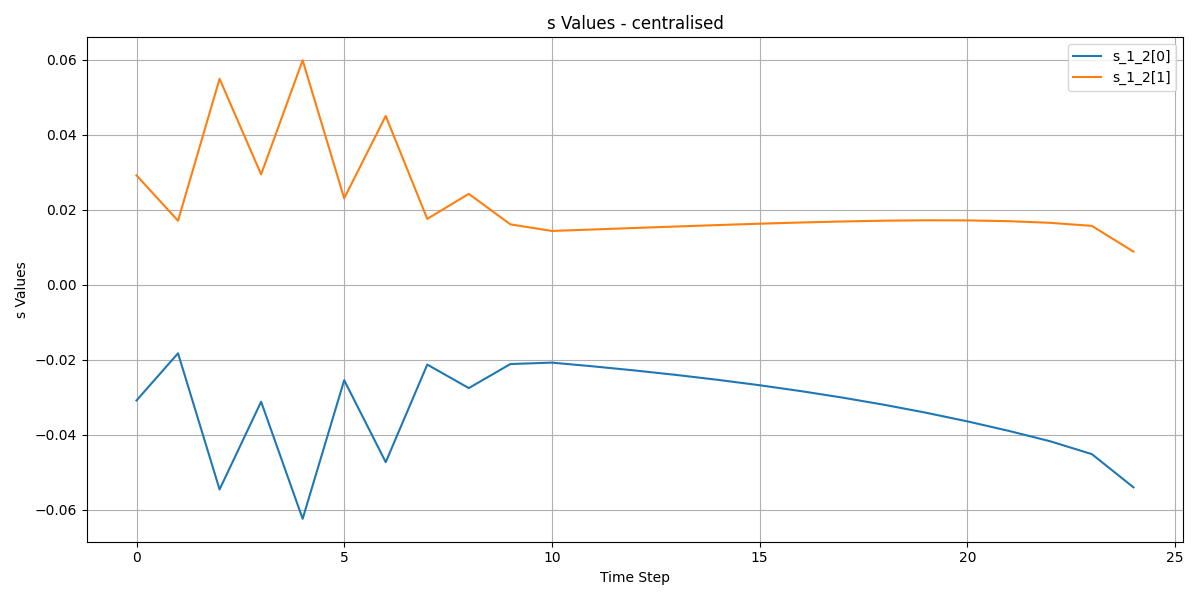 s Values - centralised
s_1_2[0]
s_1_2[1]
s Values
0.06
0.04
0.02
0.00
−0.02
−0.04
−0.06
0 5 10 15 20 25
Time Step